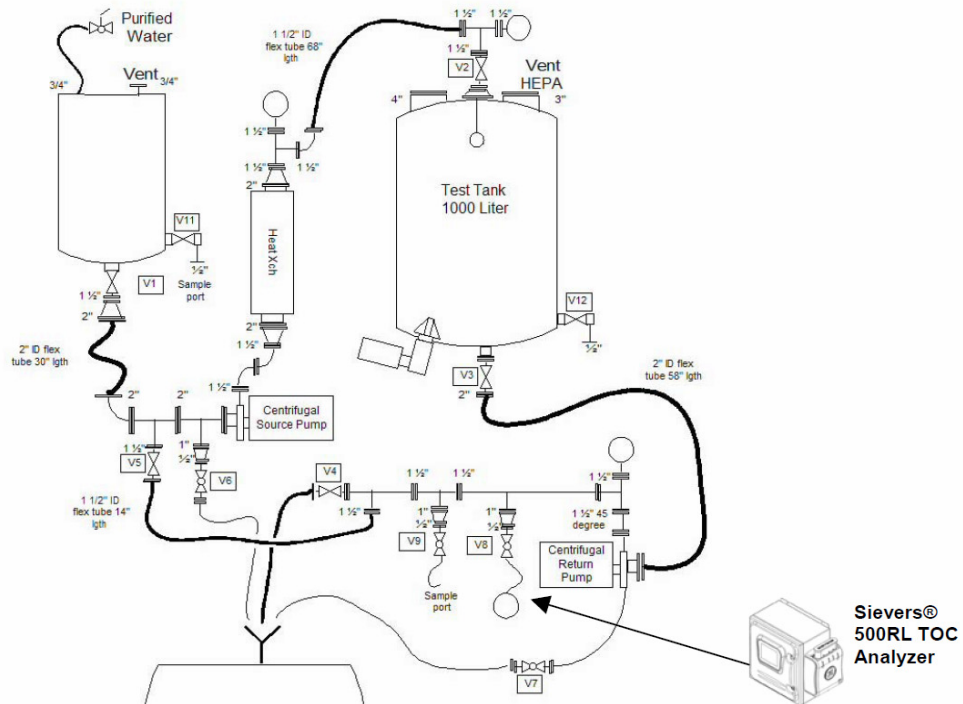 Purified
Water
Vent
3/4"
3/4"
V11
½"
Sample
port
V1
1 ½"
2"
2" ID flex
tube 30" lgth
2"
2"
1 ½"
V5
1"
½"
V6
1 1/2" ID
flex tube 14"
lgth
1 1/2" ID
flex tube 68"
lgth
1 ½"
1 ½"
1 ½"
2"
Heat Xch
2"
1 ½"
1 ½"
Centrifugal
Source Pump
1 ½"
1 ½"
1 ½"
V2
Vent
HEPA
4"
3"
Test Tank
1000 Liter
V12
½"
V3
2"
2" ID flex
tube 58" lgth
V4
1 ½"
1 ½"
1 ½"
1"
½"
V9
Sample
port
1"
½"
V8
1 ½"
1 ½" 45
degree
Centrifugal
Return
Pump
V7
Sievers®
500RL TOC
Analyzer